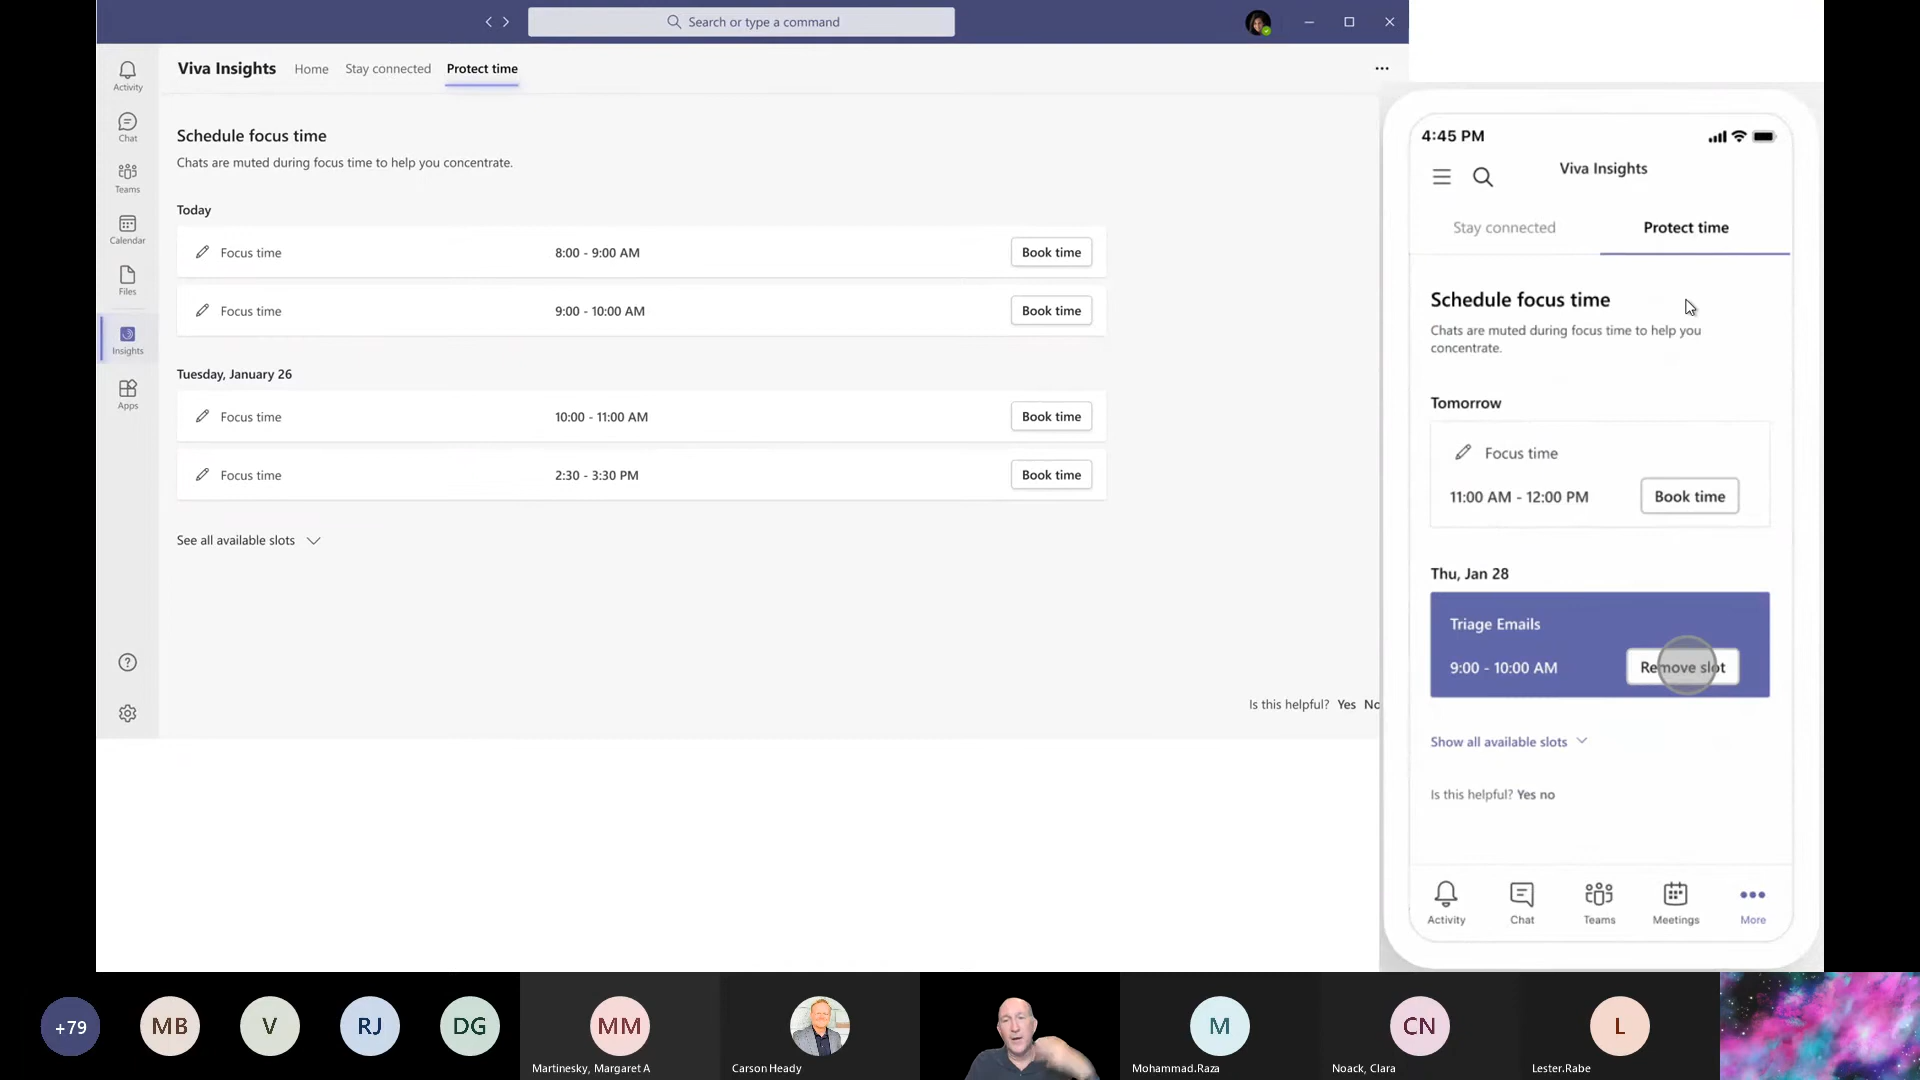 Search or type a command
Viva Insights
Home
Stay connected
Protect time
Activity
Chat
Teams
Calendar
Files
Insights
Apps
Schedule focus time
Chats are muted during focus time to help you concentrate.
Today
Focus time 8:00 - 9:00 AM Book time
Focus time 9:00 - 10:00 AM Book time
Tuesday, January 26
Focus time 10:00 - 11:00 AM Book time
Focus time 2:30 - 3:30 PM Book time
See all available slots
Is this helpful? Yes No
4:45 PM
Viva Insights
Stay connected Protect time
Schedule focus time
Chats are muted during focus time to help you
concentrate.
Tomorrow
Focus time
11:00 AM - 12:00 PM Book time
Thu, Jan 28
Triage Emails
9:00 - 10:00 AM Remove slot
Show all available slots
Is this helpful? Yes no
Activity Chat Teams Meetings More
+79 MB V RJ DG MM M CN L
Martinesky, Margaret A Carson Heady Mohammad.Raza Noack, Clara Lester.Rabe